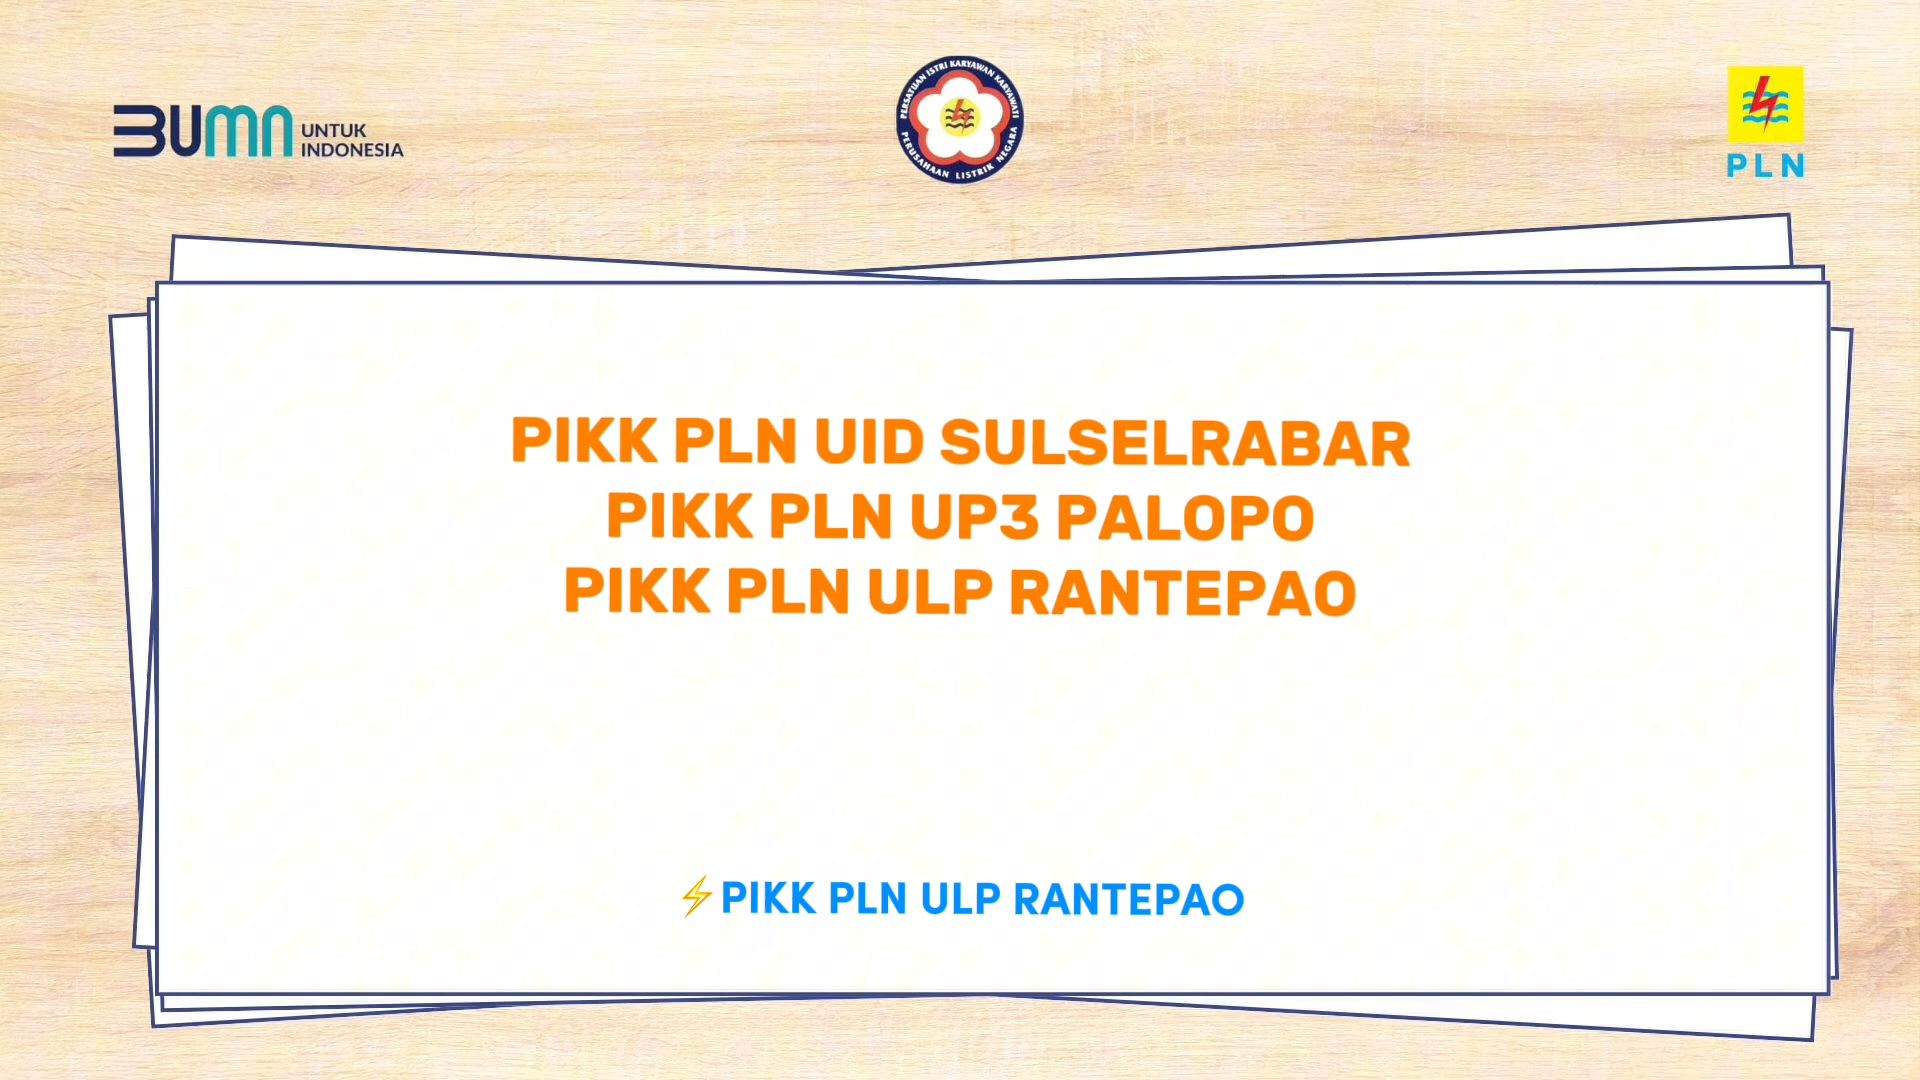 BUMN UNTUK
INDONESIA
PERSATUAN ISTRI KARYAWAN KARYAWATI
PERUSAHAAN LISTRIK NEGARA
PLN
PIKK PLN UID SULSELRABAR
PIKK PLN UP3 PALOPO
PIKK PLN ULP RANTEPAO
⚡PIKK PLN ULP RANTEPAO